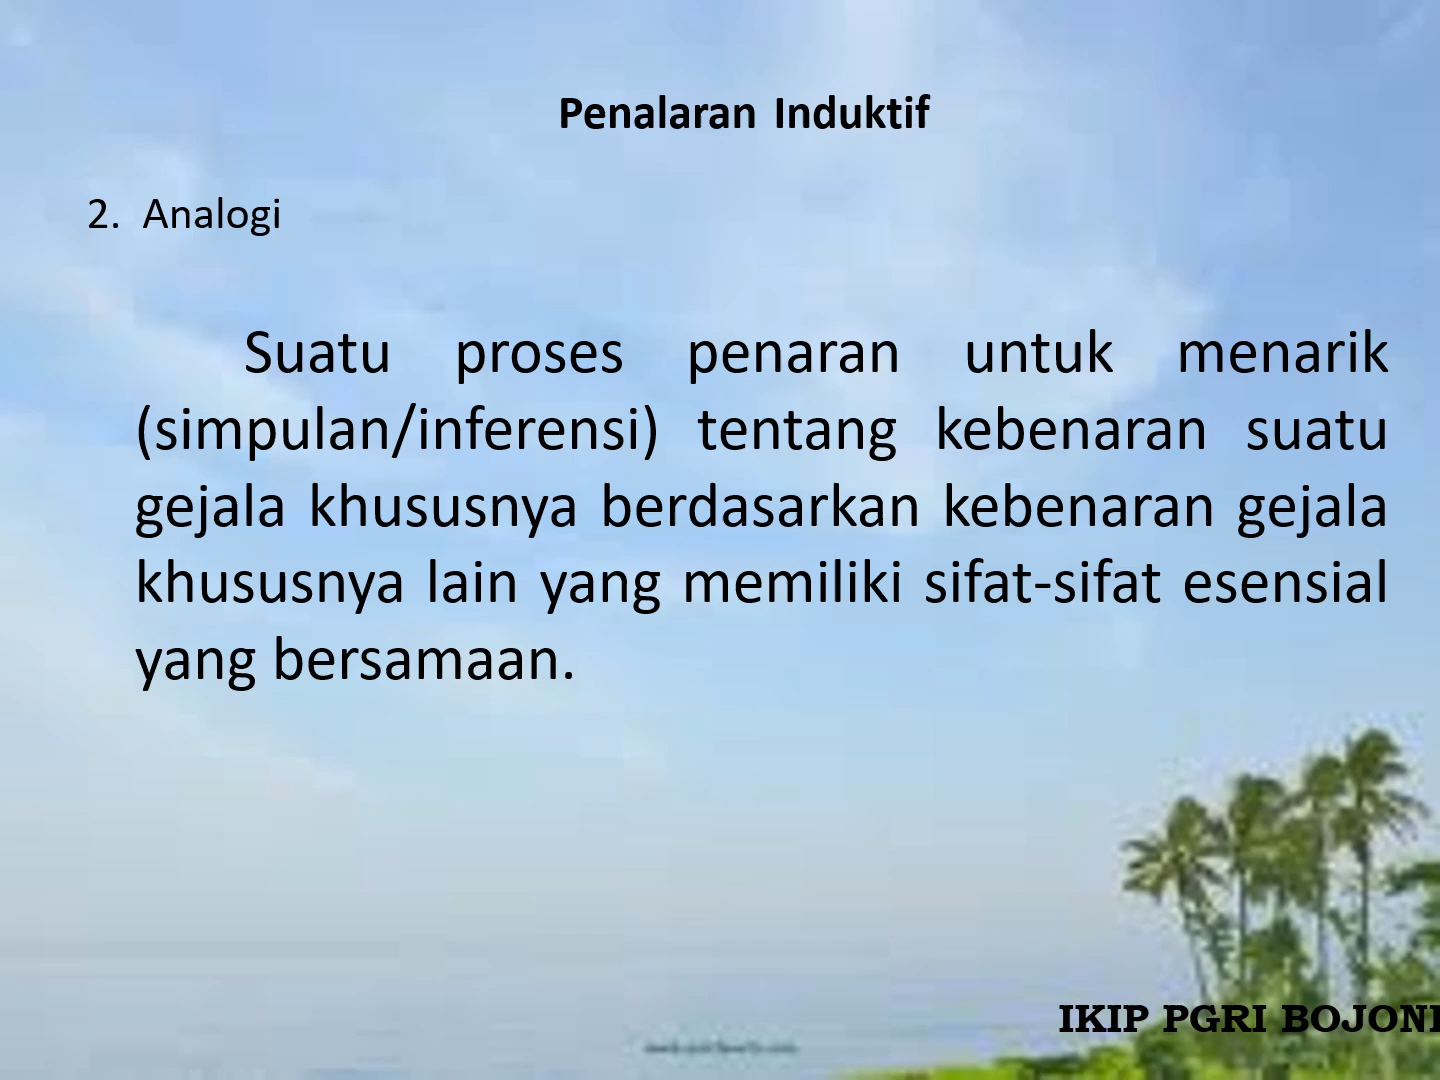 Penalaran Induktif
2. Analogi
Suatu proses penaran untuk menarik
(simpulan/inferensi) tentang kebenaran suatu
gejala khususnya berdasarkan kebenaran gejala
khususnya lain yang memiliki sifat-sifat esensial
yang bersamaan.
IKIP PGRI